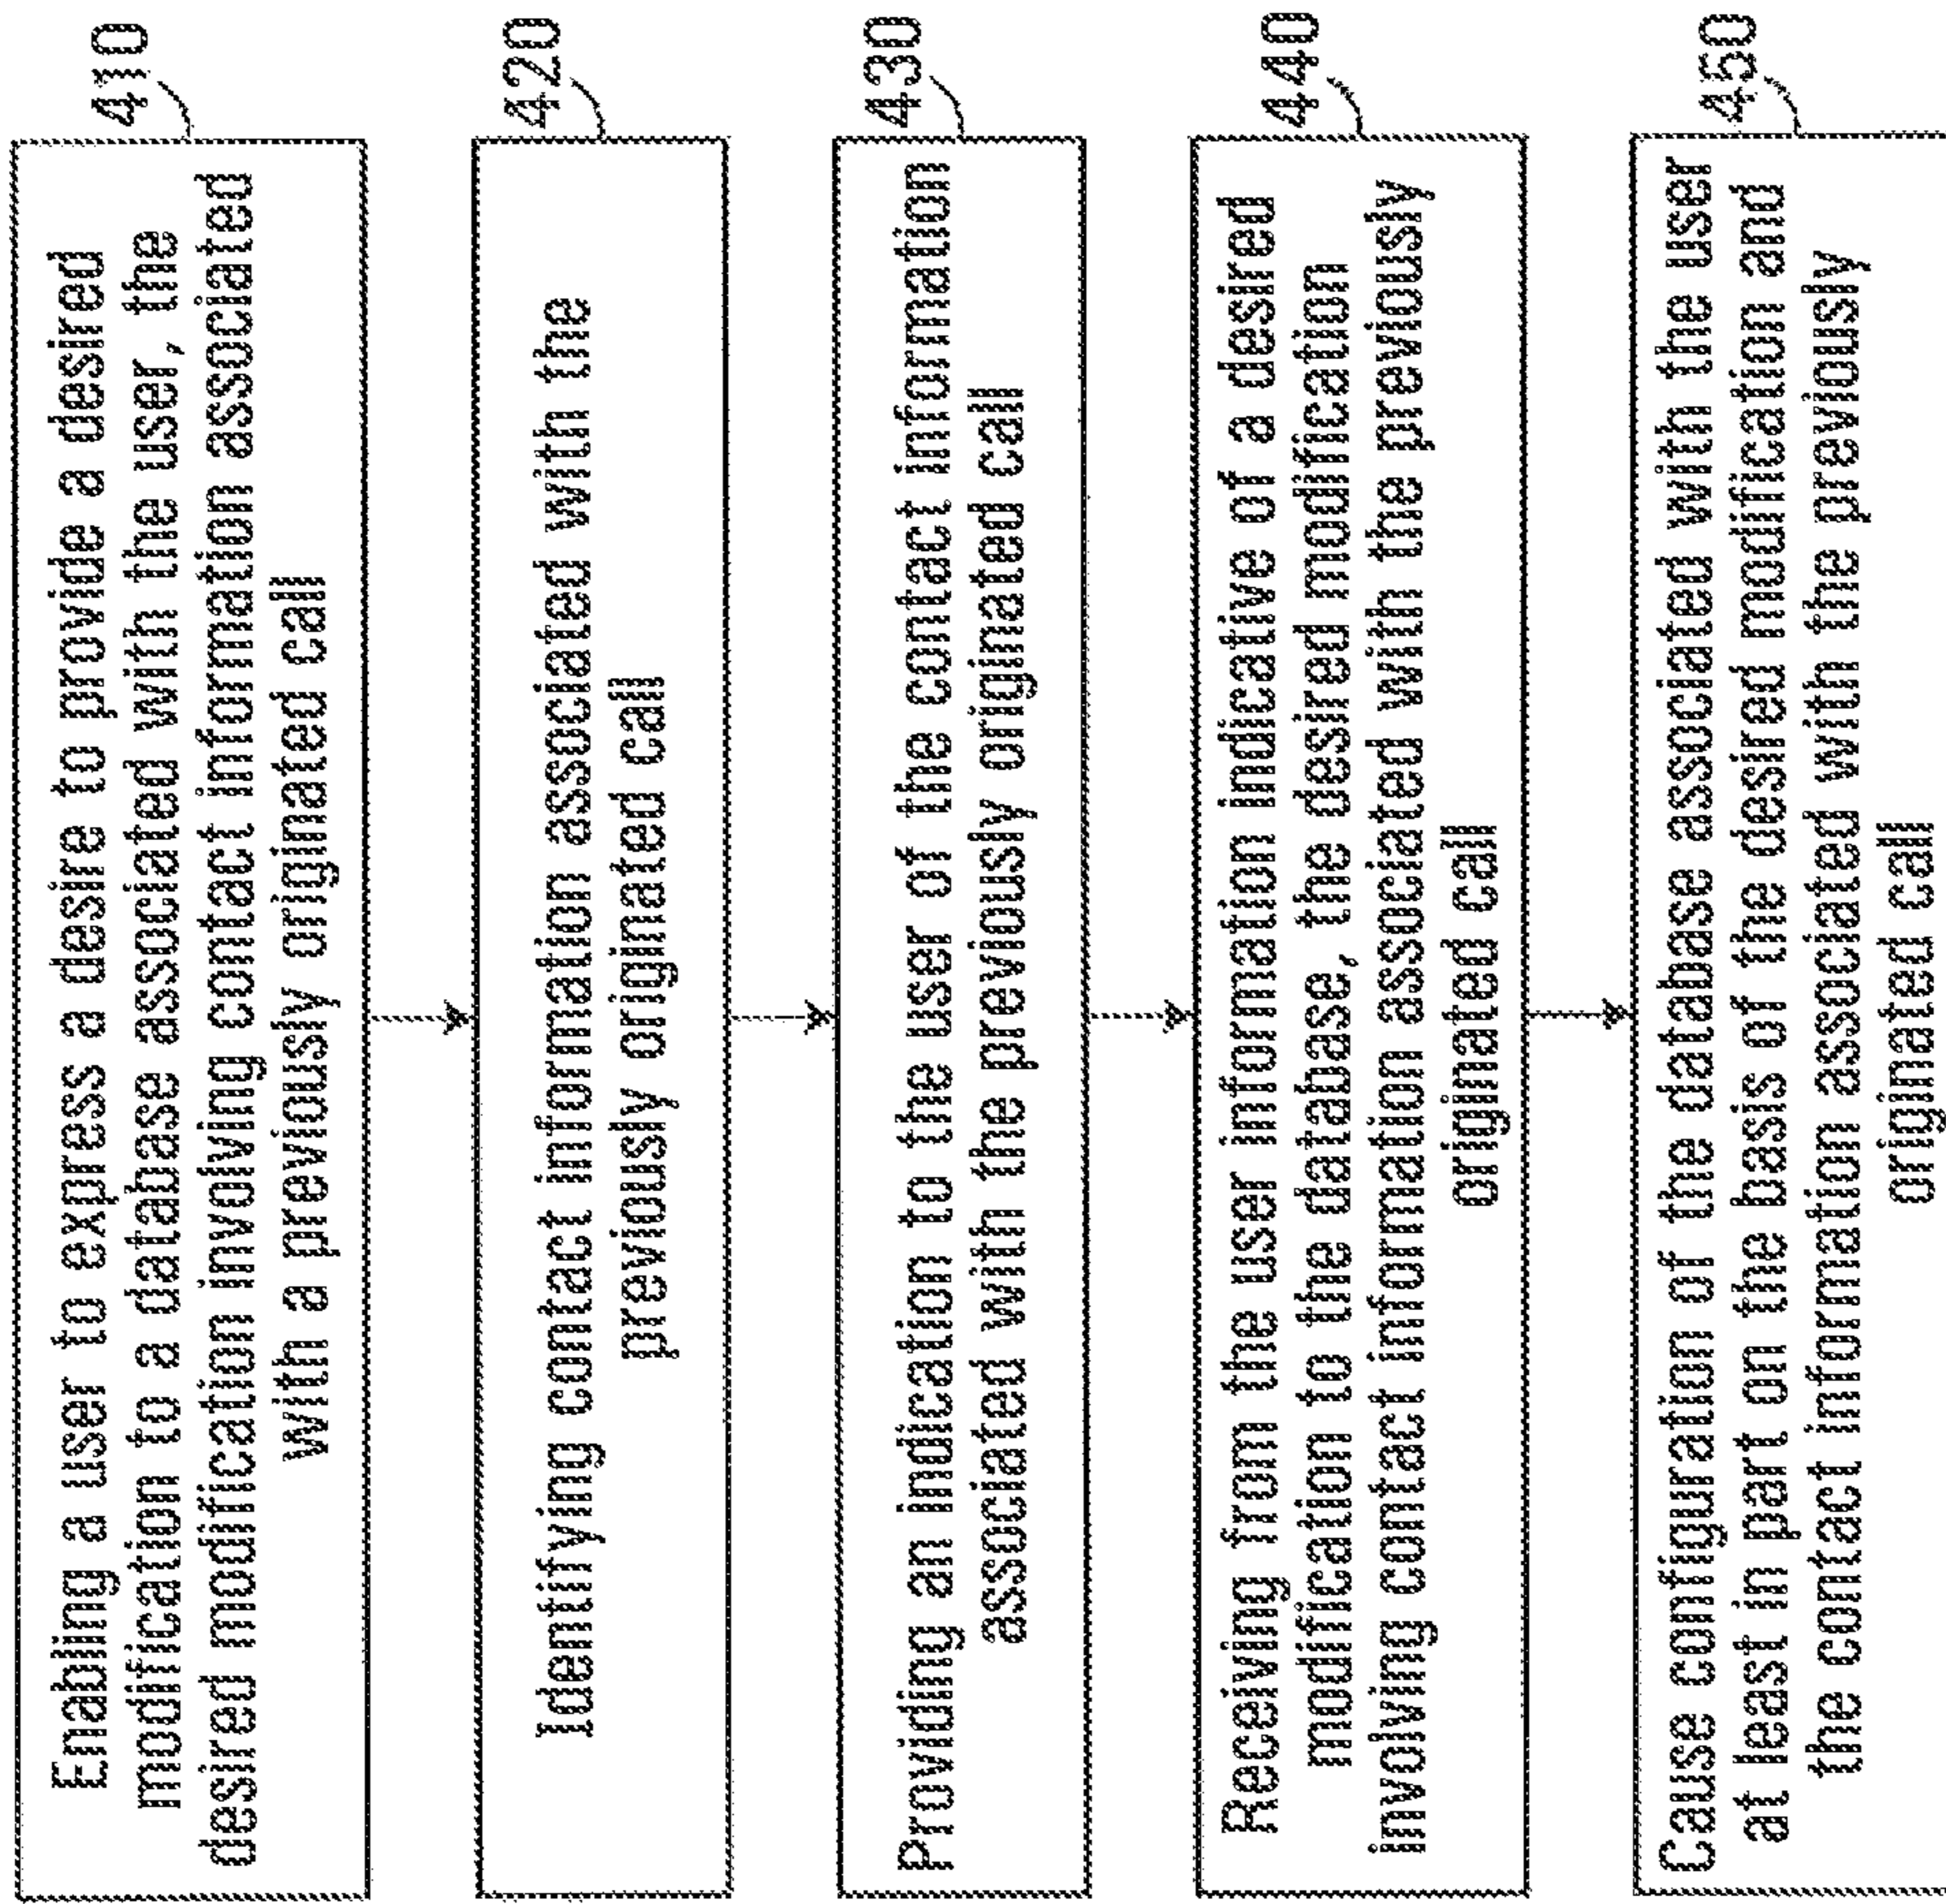 Enabling a user to express a desire to provide a desired
modification to a database associated with the user, the
desired modification involving contact information associated
with a previously originated call
410
Identifying contact information associated with the
previously originated call
420
Providing an indication to the user of the contact information
associated with the previously originated call
430
Receiving from the user information indicative of a desired
modification to the database, the desired modification
involving contact information associated with the previously
originated call
440
Cause configuration of the database associated with the user
at least in part on the basis of the desired modification and
the contact information associated with the previously
originated call
450